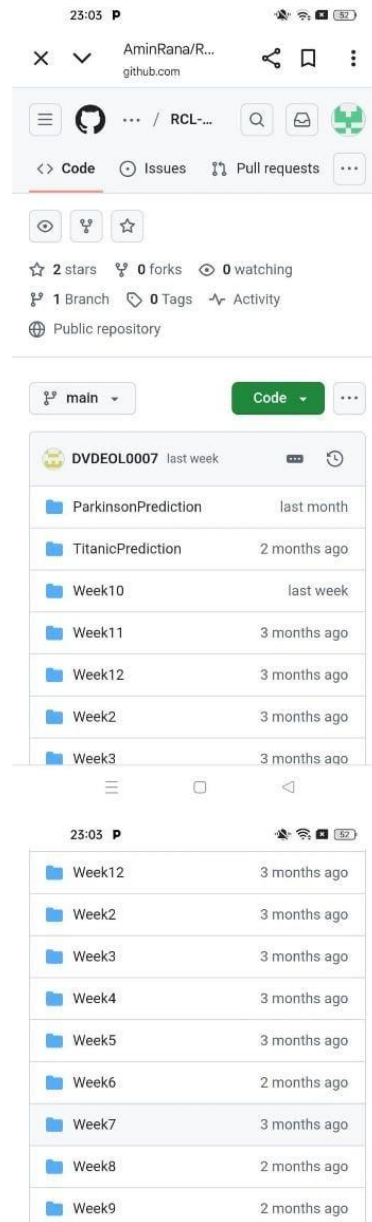 23:03 P 52
AminRana/R...
github.com
... / RCL-...
<> Code Issues Pull requests ...
2 stars 0 forks 0 watching
1 Branch 0 Tags Activity
Public repository
main Code ...
DVDEOL0007 last week
ParkinsonPrediction last month
TitanicPrediction 2 months ago
Week10 last week
Week11 3 months ago
Week12 3 months ago
Week2 3 months ago
Week3 3 months ago
23:03 P 52
Week12 3 months ago
Week2 3 months ago
Week3 3 months ago
Week4 3 months ago
Week5 3 months ago
Week6 2 months ago
Week7 3 months ago
Week8 2 months ago
Week9 2 months ago